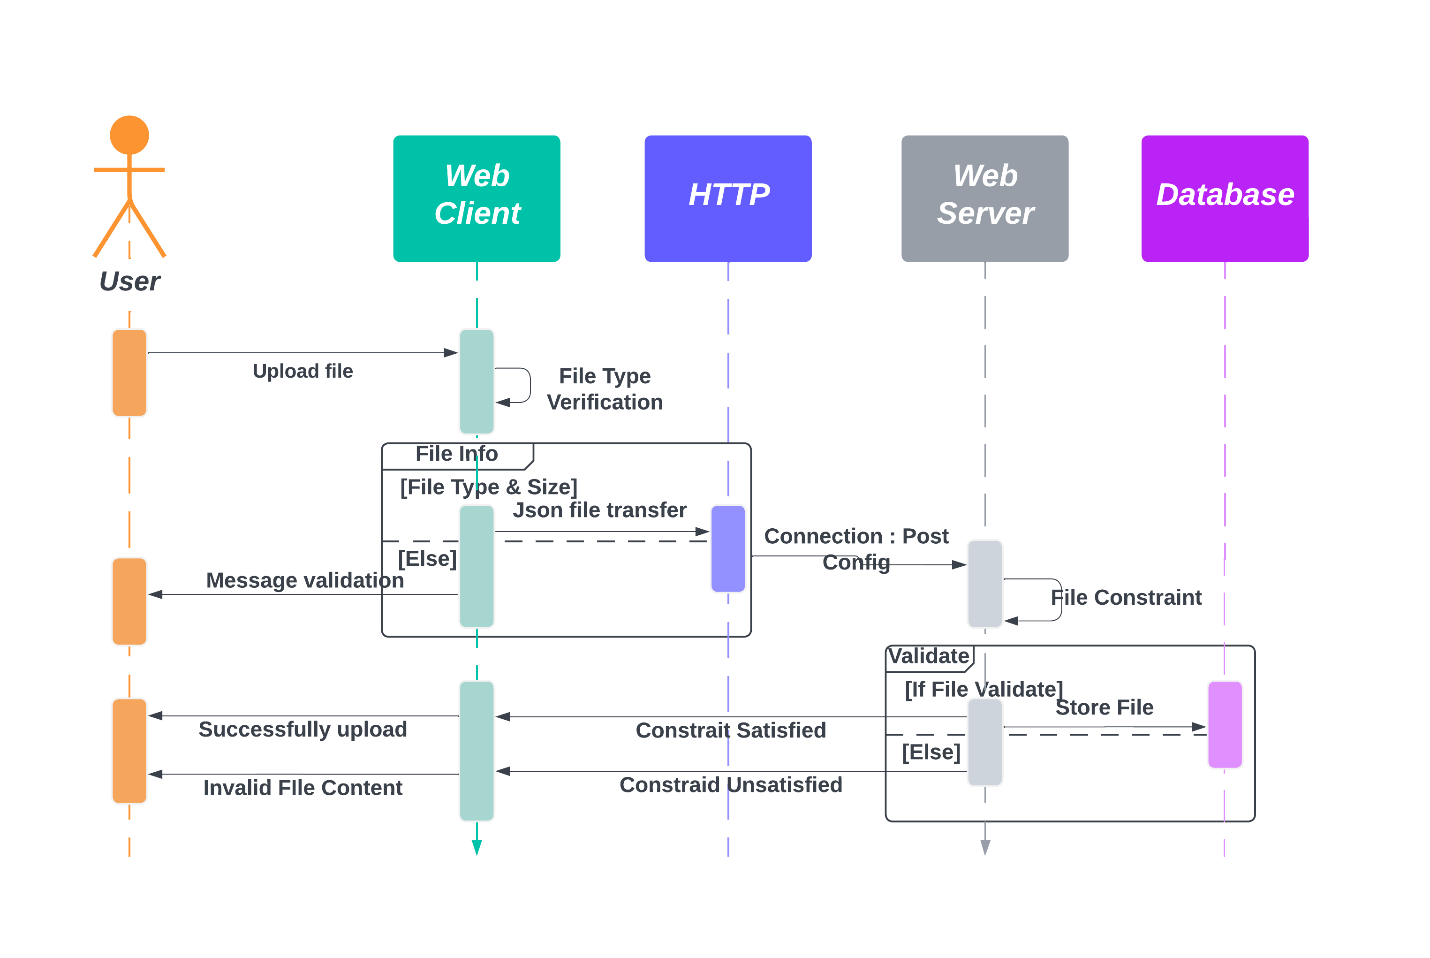 Web
Client
HTTP
Web
Server
Database
User
Upload file
File Type
Verification
File Info
[File Type & Size]
Json file transfer
Connection : Post
Config
[Else]
Message validation
File Constraint
Validate
[If File Validate]
Store File
Successfully upload
Constrait Satisfied
[Else]
Invalid FIle Content
Constraid Unsatisfied